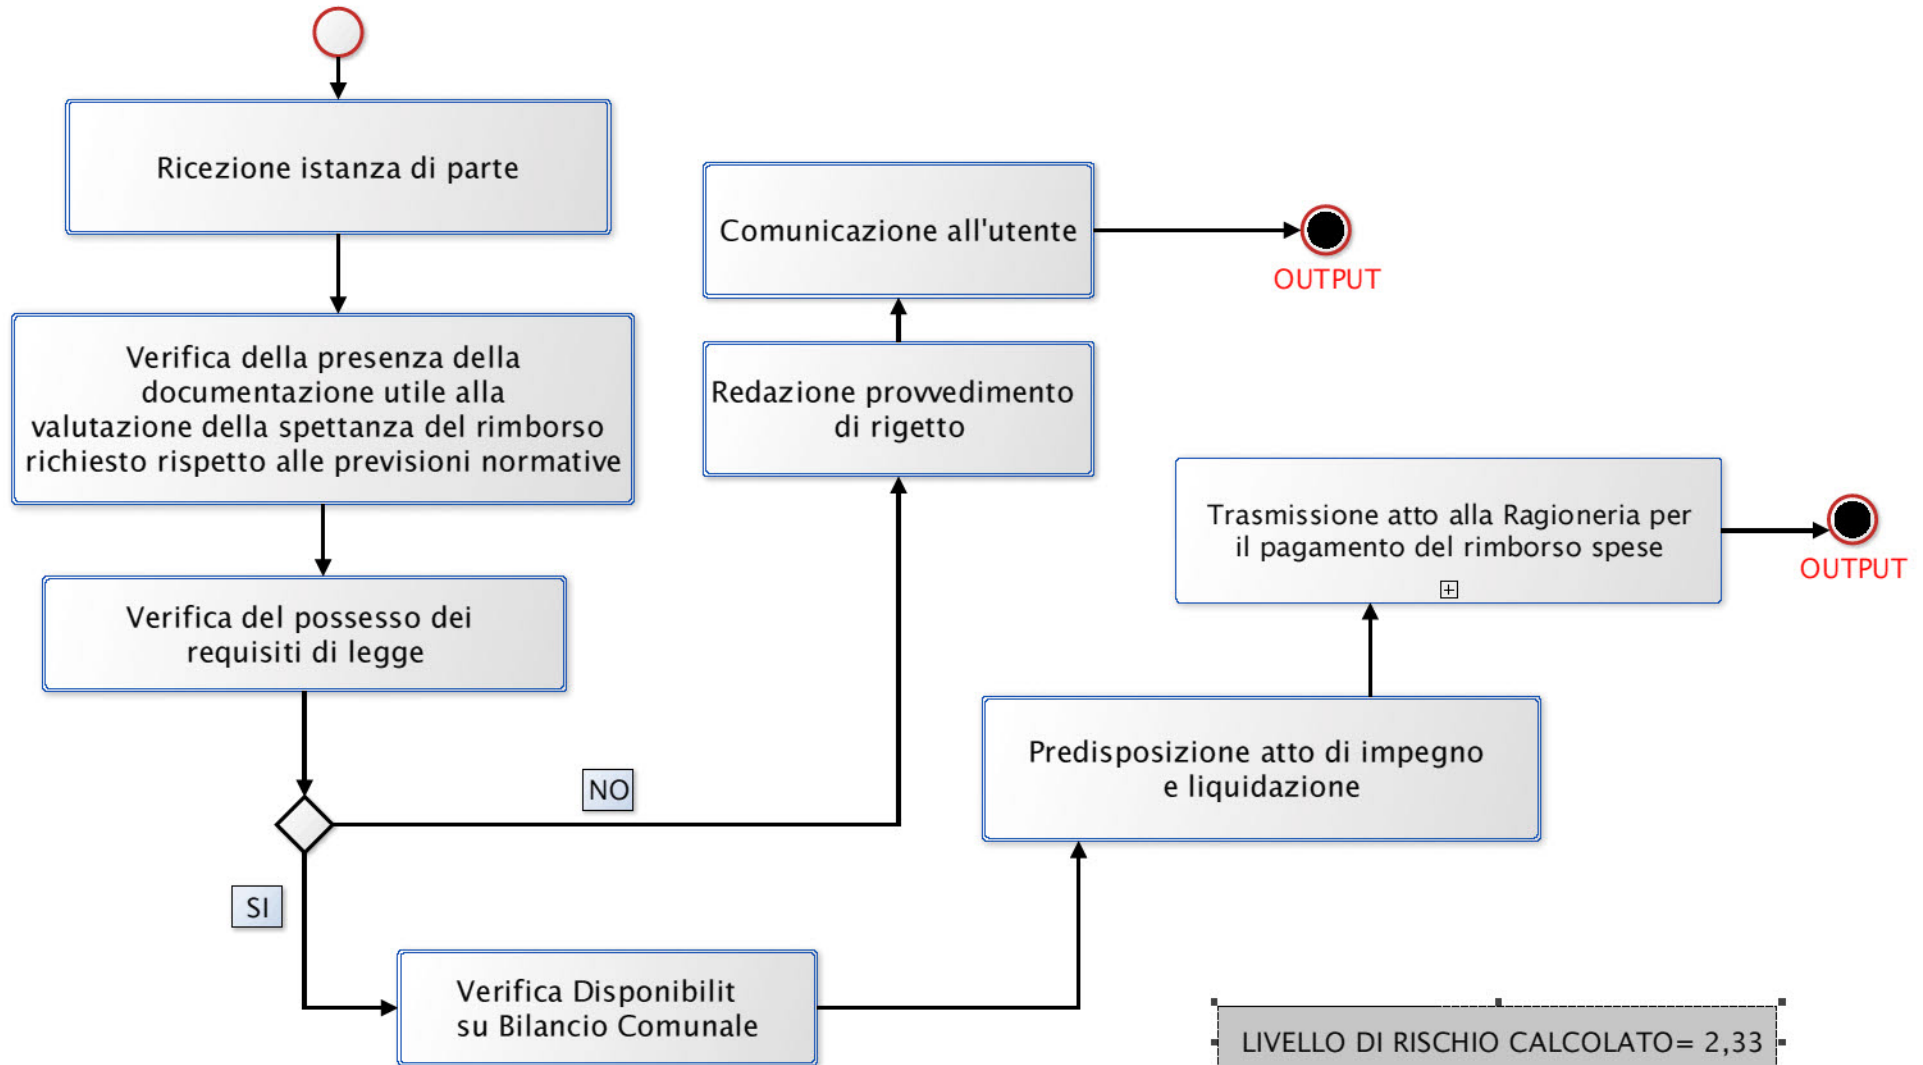 Ricezione istanza di parte
Verifica della presenza della
documentazione utile alla
valutazione della spettanza del rimborso
richiesto rispetto alle previsioni normative
Verifica del possesso dei
requisiti di legge
NO
SI
Verifica Disponibilit
su Bilancio Comunale
Comunicazione all'utente
OUTPUT
Redazione provvedimento
di rigetto
Trasmissione atto alla Ragioneria per
il pagamento del rimborso spese
OUTPUT
Predisposizione atto di impegno
e liquidazione
LIVELLO DI RISCHIO CALCOLATO= 2,33